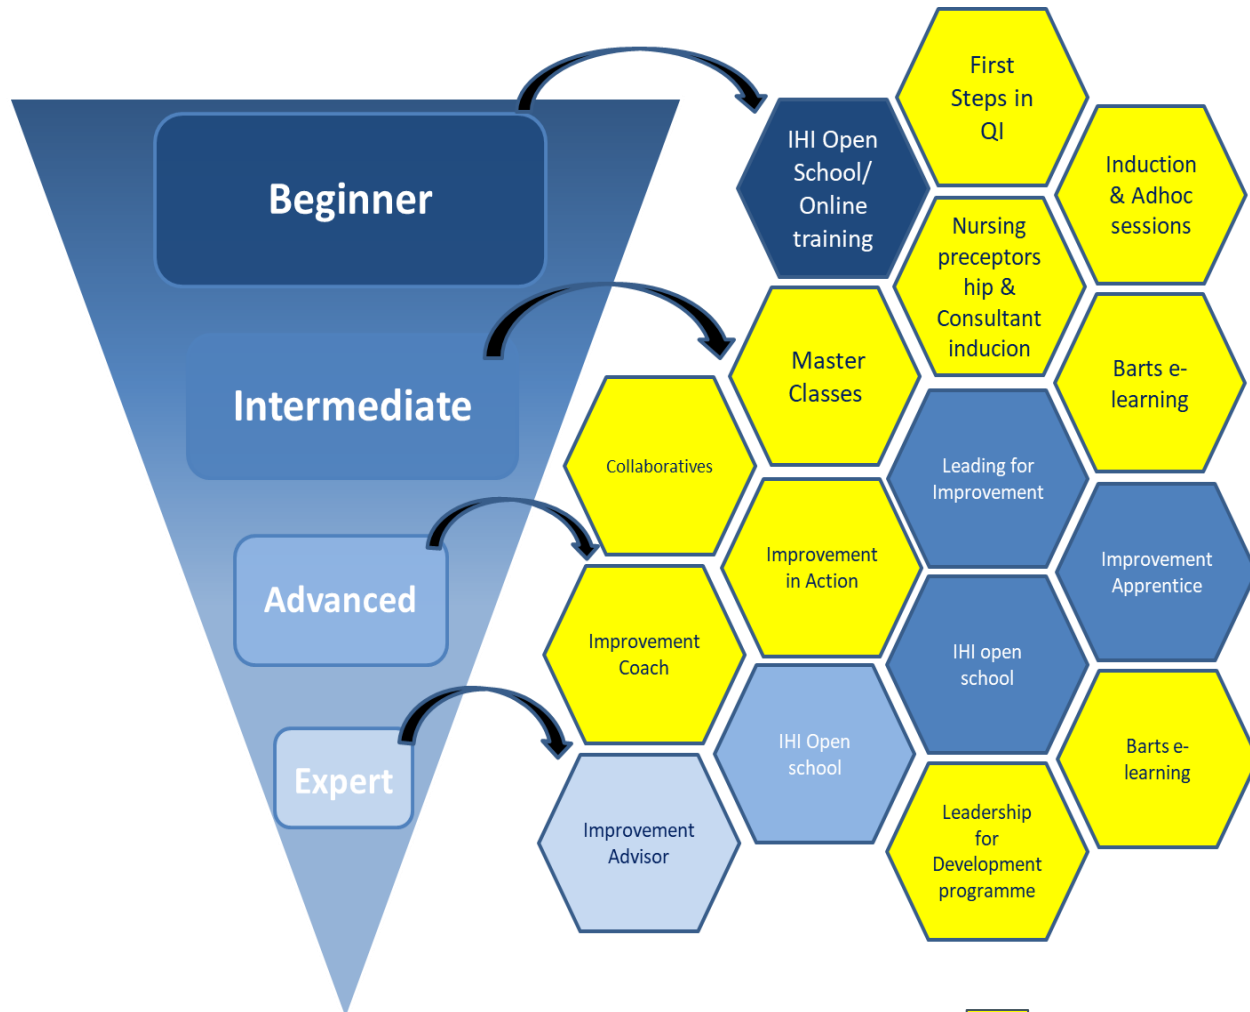 Beginner
Intermediate
Advanced
Expert
First
Steps in
QI
IHI Open
School/
Online
training
Induction
& Adhoc
sessions
Nursing
preceptors
hip &
Consultant
inducion
Master
Classes
Barts e-
learning
Collaboratives
Leading for
Improvement
Improvement
in Action
Improvement
Apprentice
Improvement
Coach
IHI open
school
IHI Open
school
Barts e-
learning
Improvement
Advisor
Leadership
for
Development
programme